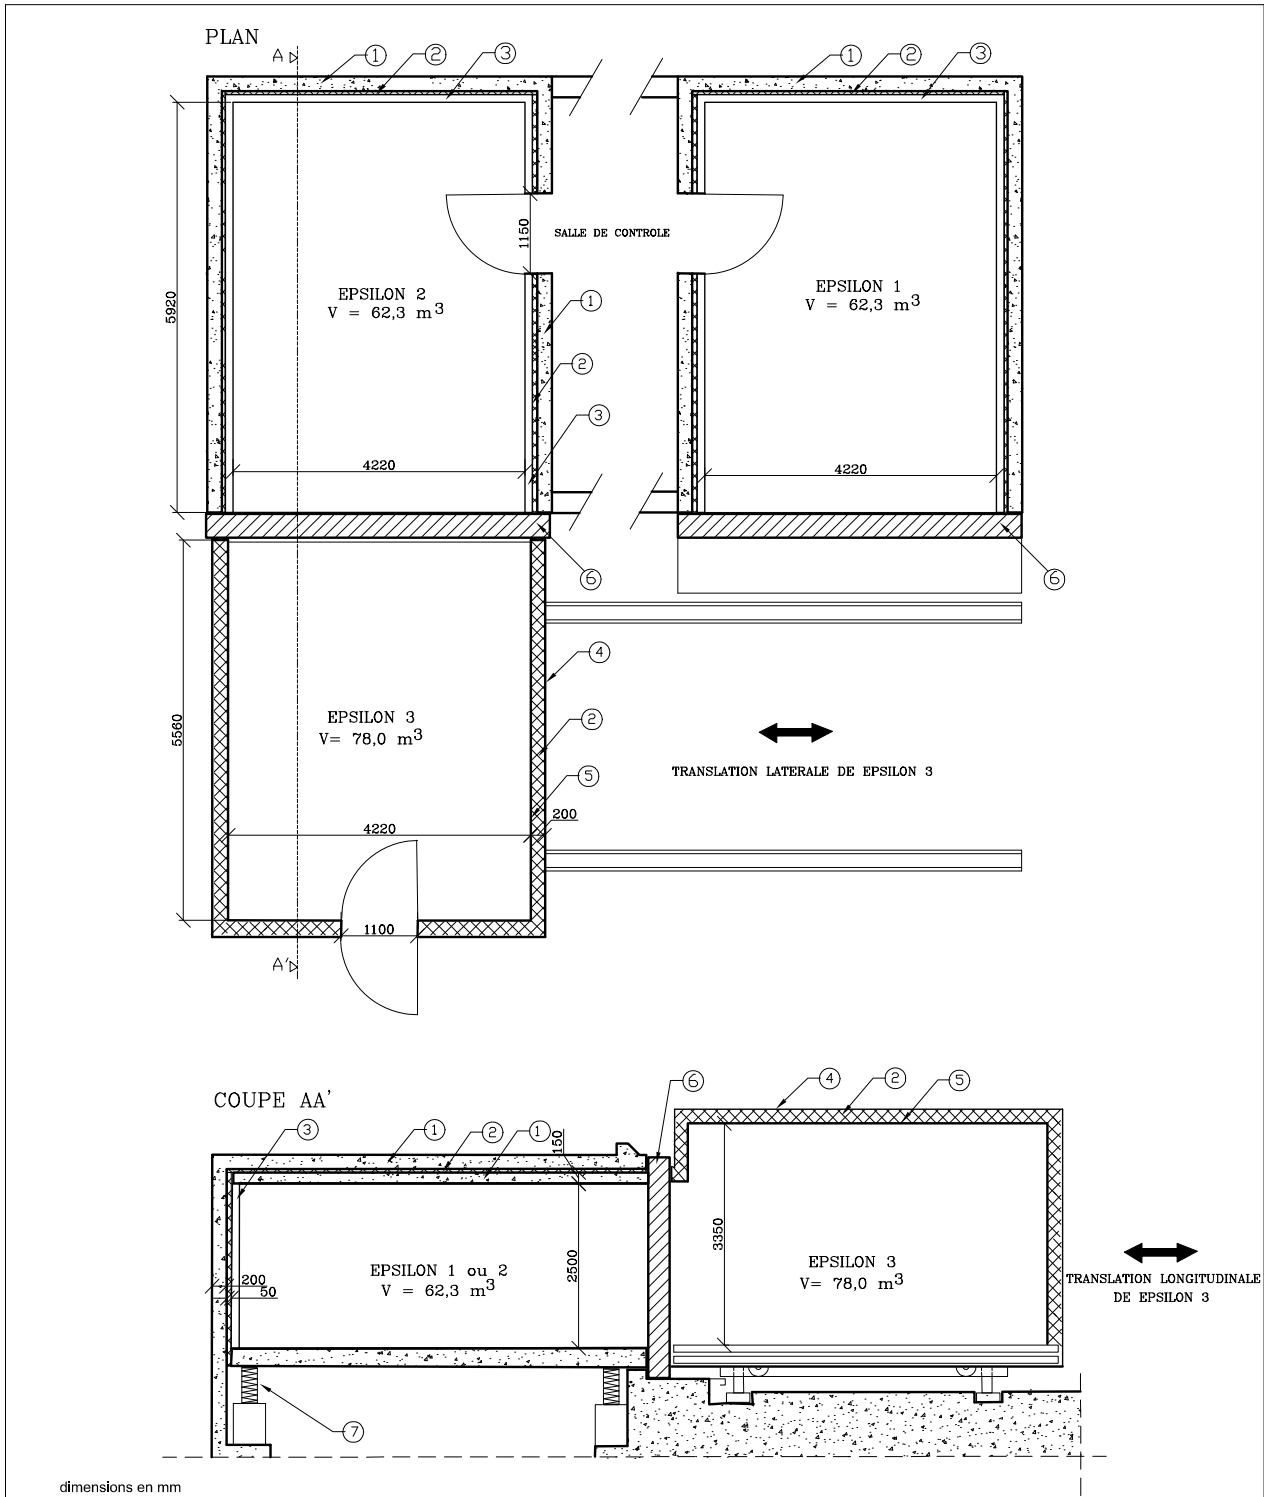 PLAN
A
1
2
3
1
2
3
5920
1150
SALLE DE CONTROLE
EPSILON 2
V = 62,3 m3
EPSILON 1
V = 62,3 m3
1
2
3
4220
4220
6
6
4
EPSILON 3
V= 78,0 m3
2
5560
TRANSLATION LATERALE DE EPSILON 3
5
200
4220
1100
A'
COUPE AA'
6
4
2
5
3
1
2
1
150
3350
2500
EPSILON 1 ou 2
V = 62,3 m3
200
50
EPSILON 3
V= 78,0 m3
TRANSLATION LONGITUDINALE
DE EPSILON 3
7
dimensions en mm